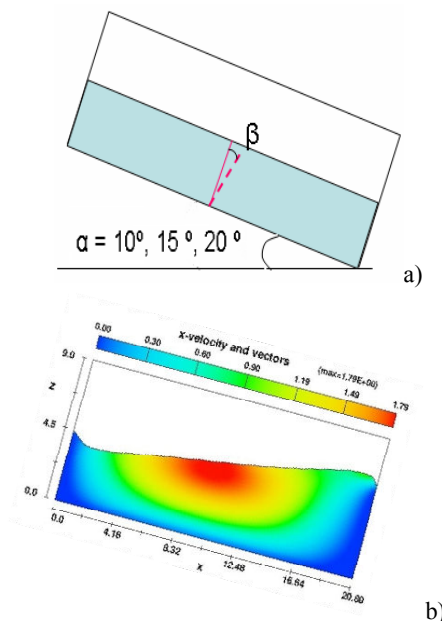 β
α = 10º, 15 º, 20 º
a)
x-velocity and vectors
(max=1.79E+00)
0.00 0.30 0.60 0.90 1.19 1.49 1.79
9.0
z
4.5
0.0
0.0 4.16 8.32 12.48 16.64 20.80
x
b)